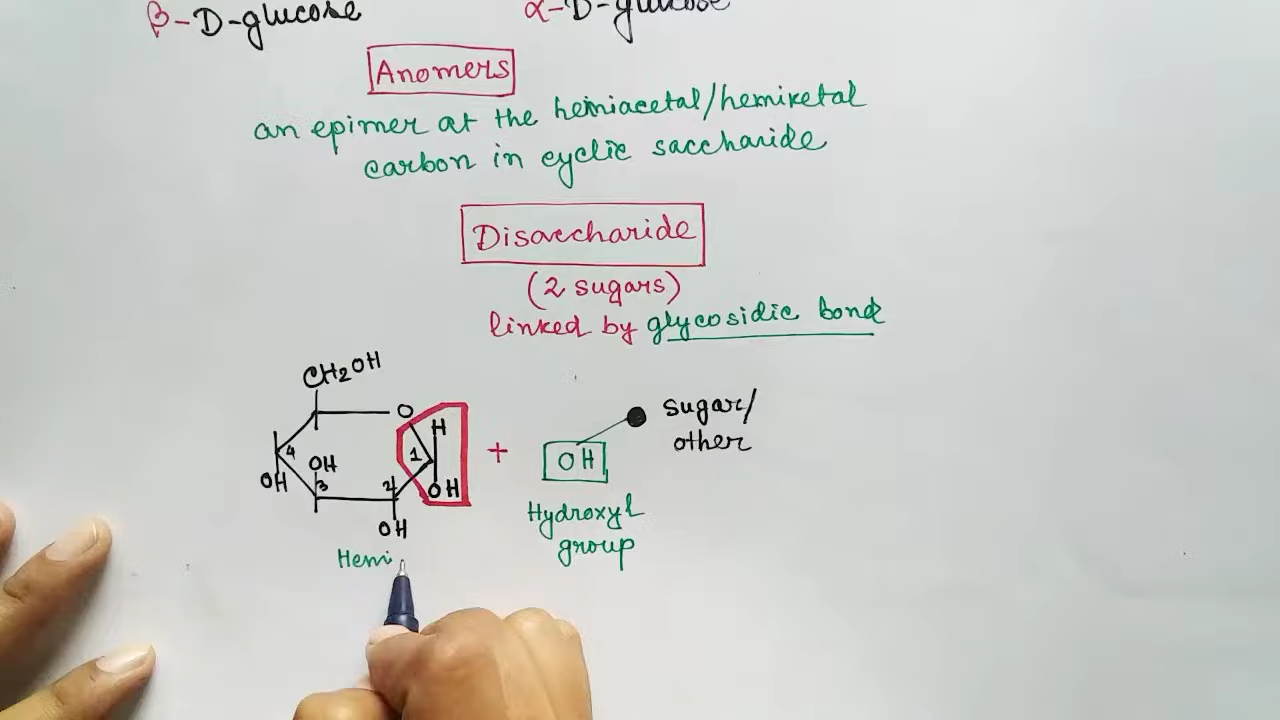 β-D-glucose
α-D-glucose
Anomers
an epimer at the hemiacetal/hemiketal
carbon in cyclic saccharide
Disaccharide
(2 sugars)
linked by glycosidic bond
CH2OH
O
H
4
OH
1
OH
3
2
OH
OH
Hemi
+
OH
sugar/
other
Hydroxyl
group